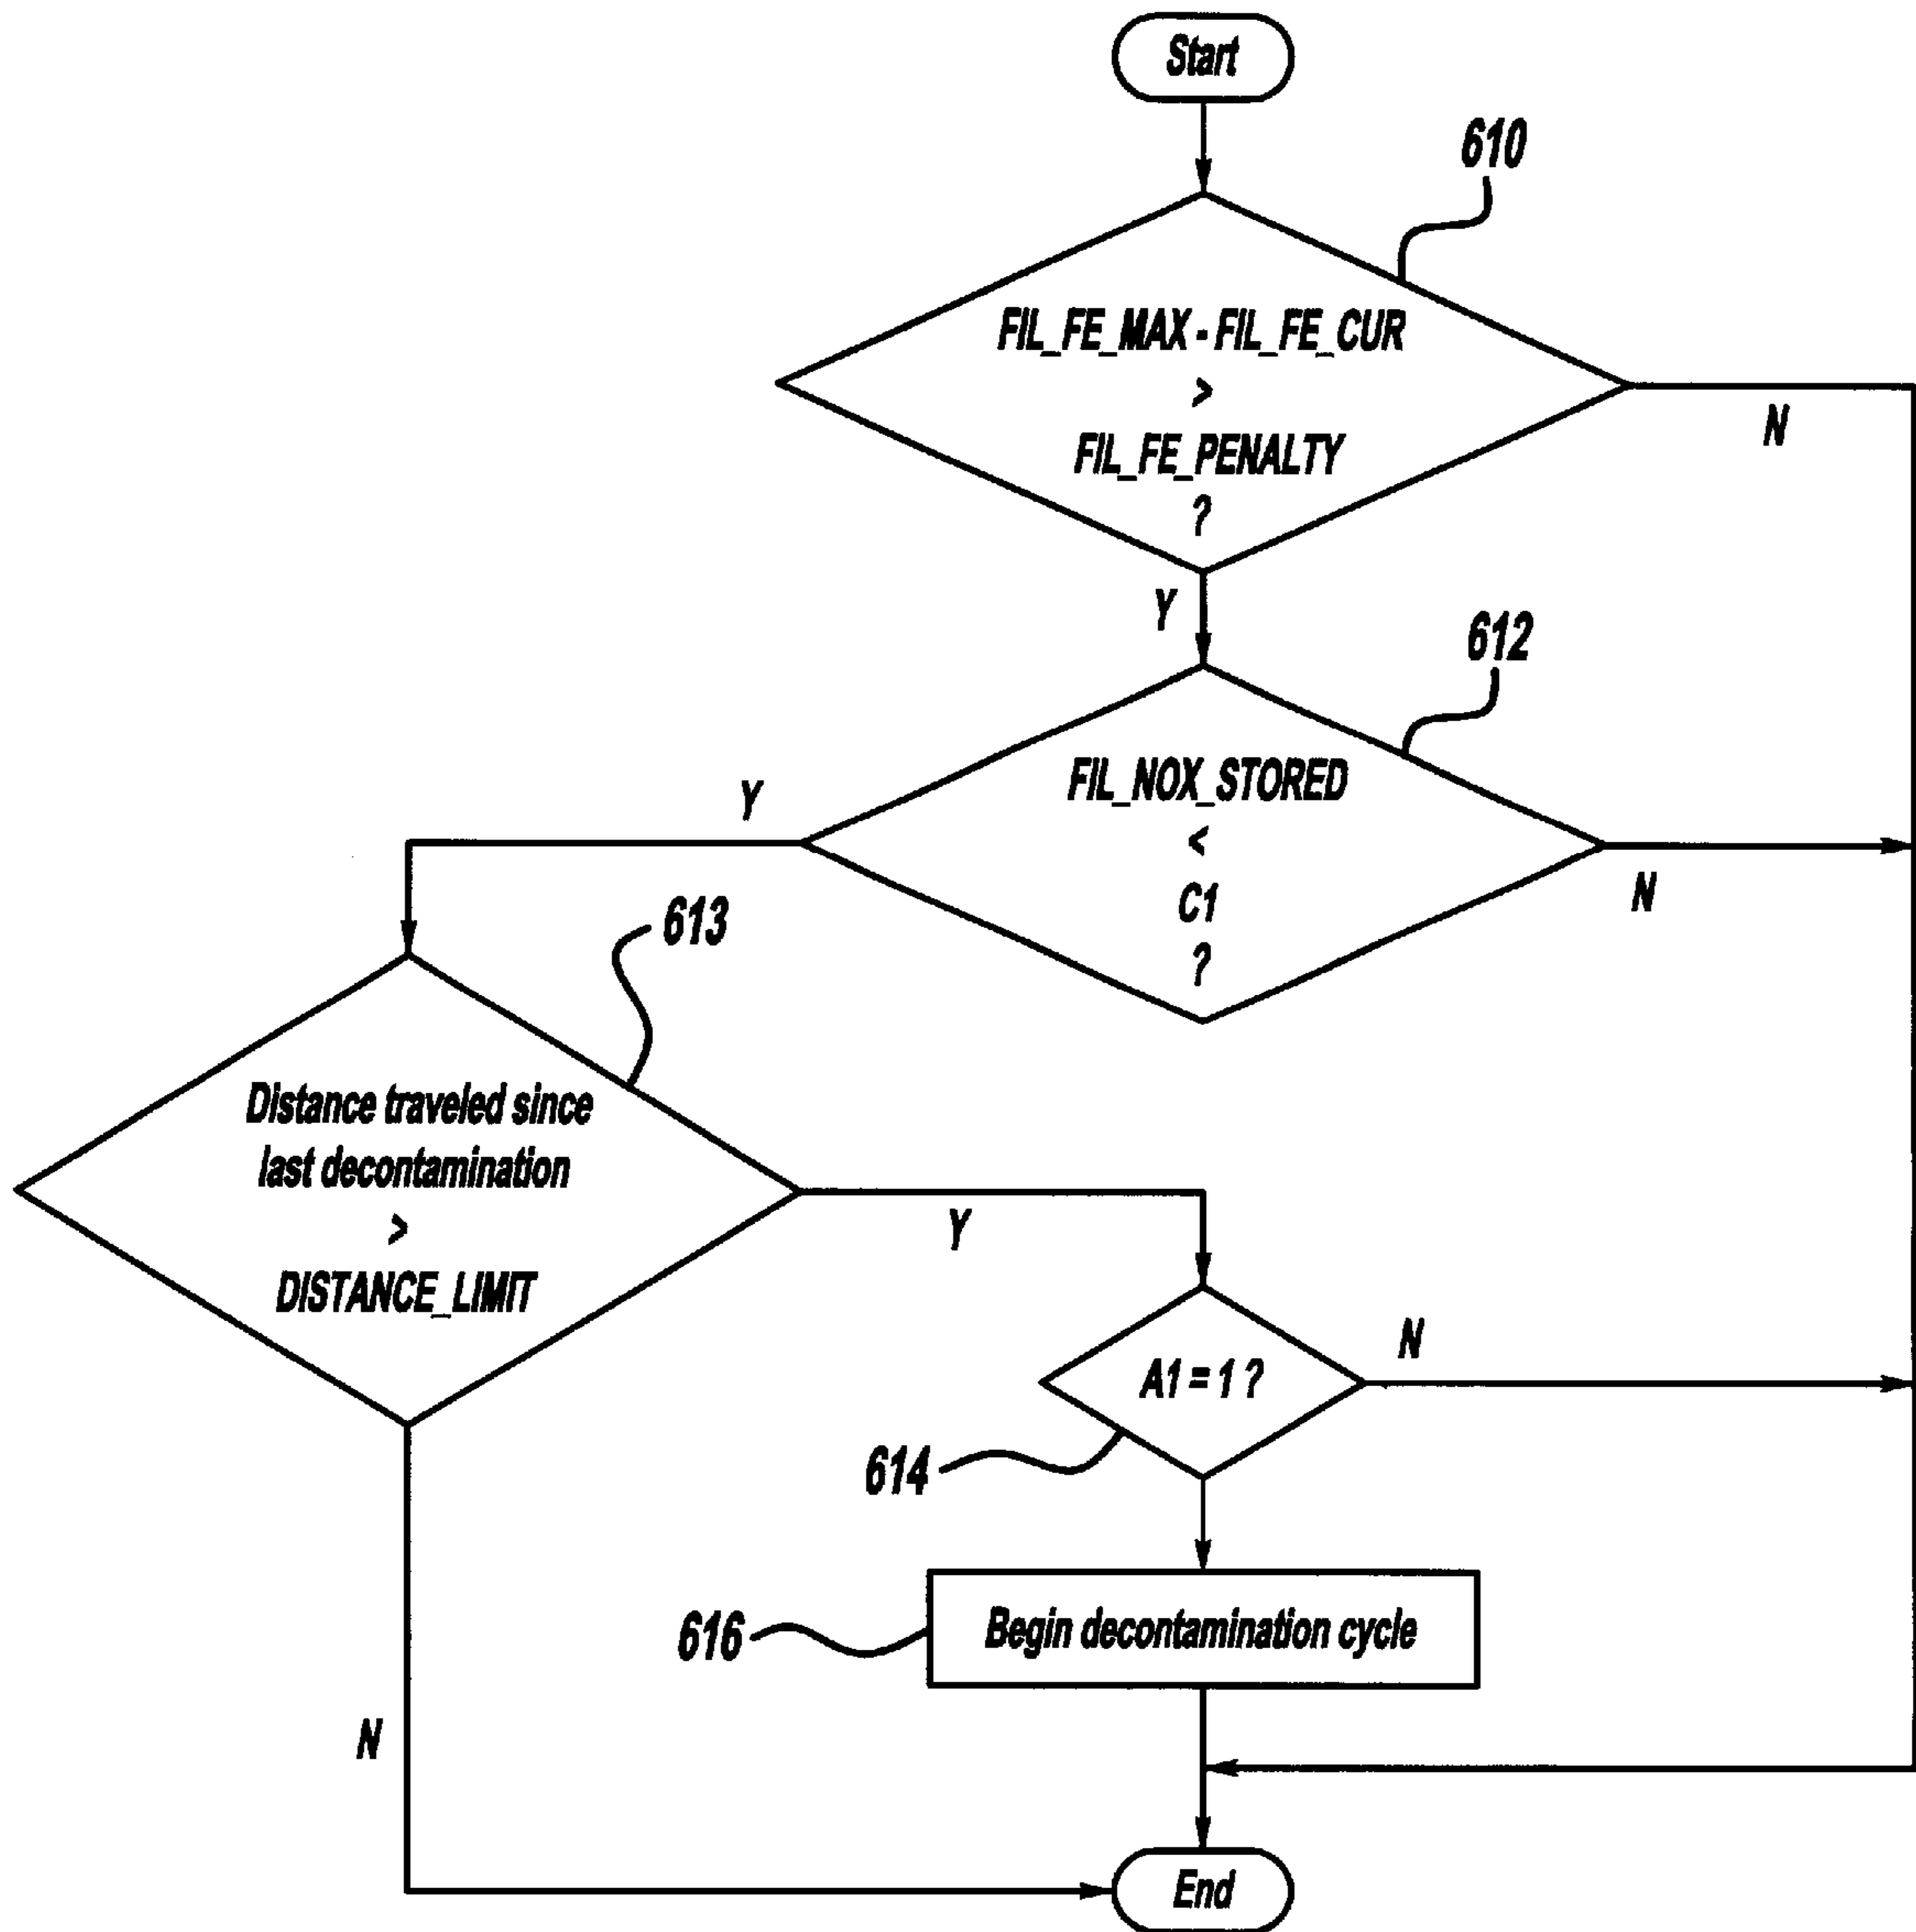 Start
610
FIL_FE_MAX - FIL_FE_CUR
>
FIL_FE_PENALTY
?
N
Y
612
FIL_NOX_STORED
<
C1
?
Y
N
613
Distance traveled since
last decontamination
>
DISTANCE_LIMIT
Y
A1 = 1 ?
N
614
616
Begin decontamination cycle
N
End